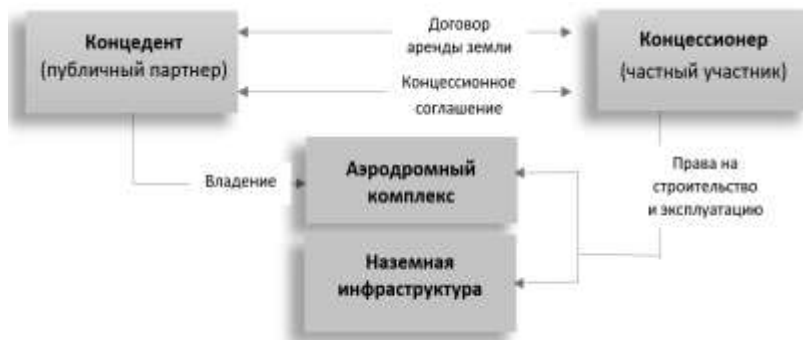 Концедент
(публичный партнер)
Договор
аренды земли
Концессионное
соглашение
Концессионер
(частный участник)
Владение
Аэродромный
комплекс
Права на
строительство
и эксплуатацию
Наземная
инфраструктура